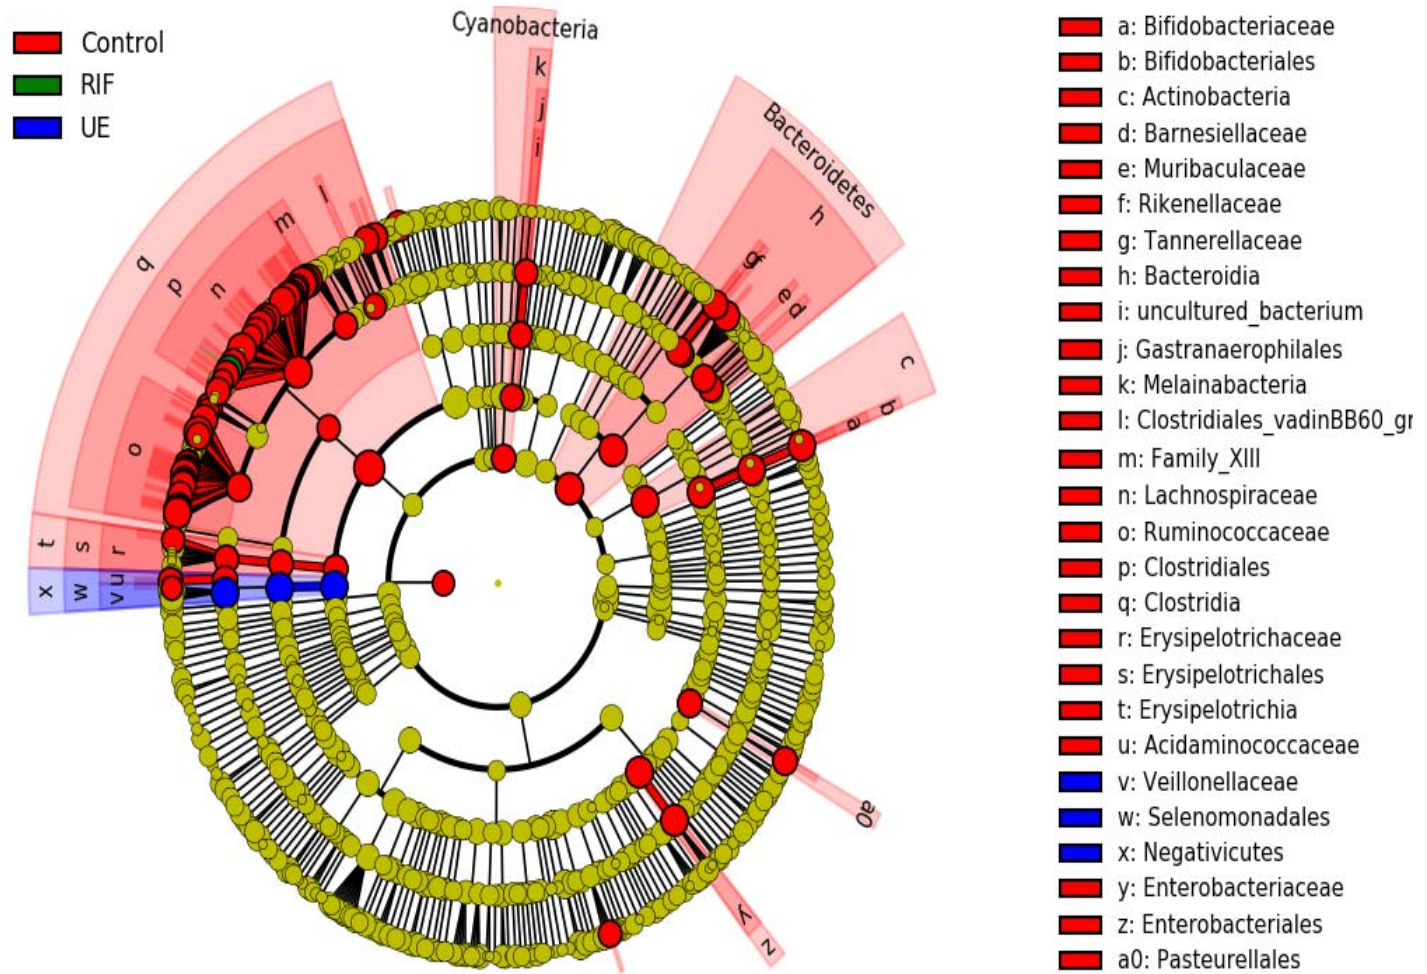 Control
RIF
UE
Cyanobacteria
k
j
i
Bacteroidetes
h
g
f
e
d
c
b
a
l
m
n
o
p
q
r
s
t
u
v
w
x
y
z
a0
a: Bifidobacteriaceae
b: Bifidobacteriales
c: Actinobacteria
d: Barnesiellaceae
e: Muribaculaceae
f: Rikenellaceae
g: Tannerellaceae
h: Bacteroidia
i: uncultured_bacterium
j: Gastranaerophilales
k: Melainabacteria
l: Clostridiales_vadinBB60_gr
m: Family_XIII
n: Lachnospiraceae
o: Ruminococcaceae
p: Clostridiales
q: Clostridia
r: Erysipelotrichaceae
s: Erysipelotrichales
t: Erysipelotrichia
u: Acidaminococcaceae
v: Veillonellaceae
w: Selenomonadales
x: Negativicutes
y: Enterobacteriaceae
z: Enterobacteriales
a0: Pasteurellales